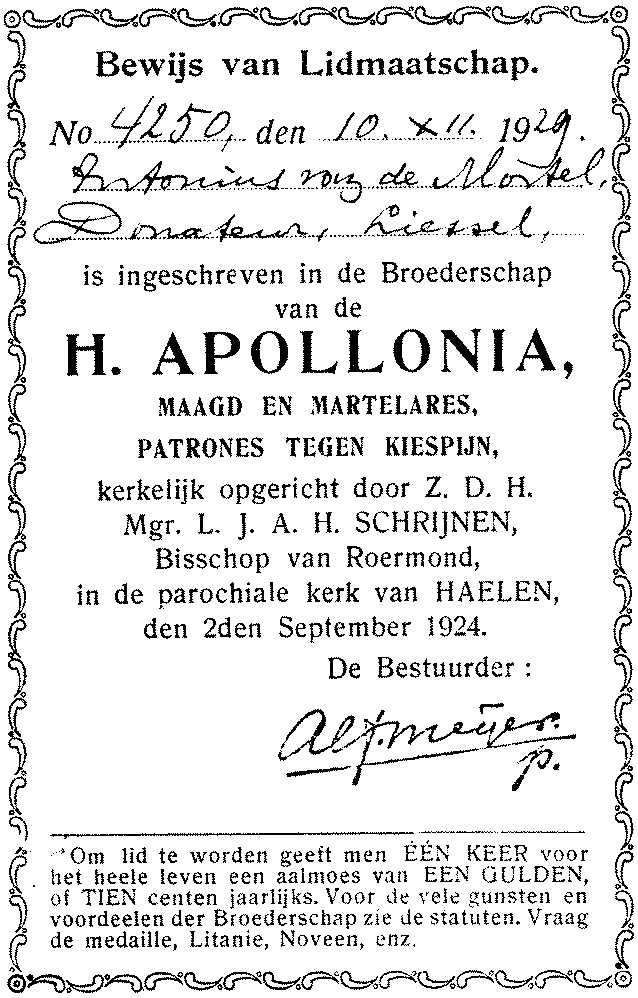 Bewijs van Lidmaatschap.
No 4250, den 10. XII. 1929.
Antonius van de Mortel,
Donateur, Liessel,
is ingeschreven in de Broederschap
van de
H. APOLLONIA,
MAAGD EN MARTELARES,
PATRONES TEGEN KIESPIJN,
kerkelijk opgericht door Z. D. H.
Mgr. L. J. A. H. SCHRIJNEN,
Bisschop van Roermond,
in de parochiale kerk van HAELEN,
den 2den September 1924.
De Bestuurder :
Alf. Meijer.
p.
Om lid te worden geeft men ÉÉN KEER voor
het heele leven een aalmoes van EEN GULDEN,
of TIEN centen jaarlijks. Voor de vele gunsten en
voordeelen der Broederschap zie de statuten. Vraag
de medaille, Litanie, Noveen, enz.